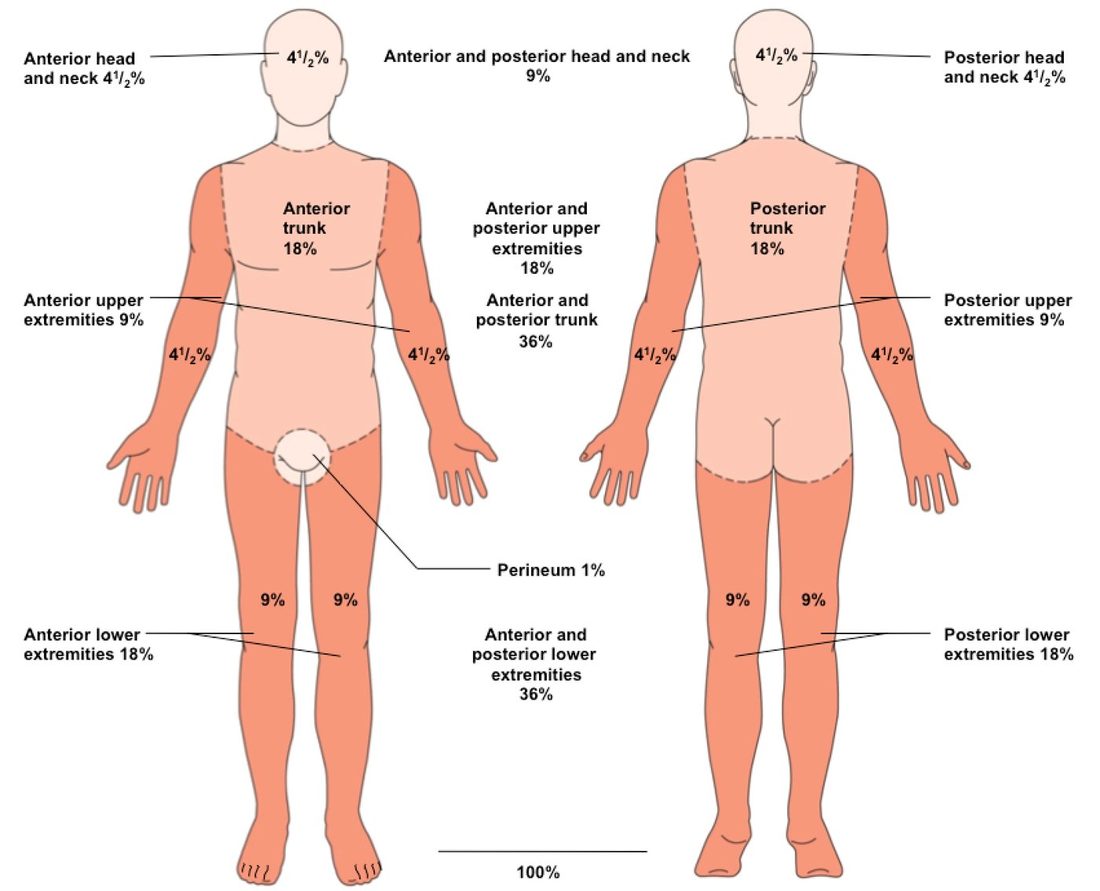 Anterior head
and neck 4¹/₂%
4¹/₂%
Anterior and posterior head and neck
9%
4¹/₂%
Posterior head
and neck 4¹/₂%
Anterior
trunk
18%
Anterior and
posterior upper
extremities
18%
Posterior
trunk
18%
Anterior upper
extremities 9%
Anterior and
posterior trunk
36%
Posterior upper
extremities 9%
4¹/₂%
4¹/₂%
4¹/₂%
4¹/₂%
Perineum 1%
9%
9%
9%
9%
Anterior lower
extremities 18%
Anterior and
posterior lower
extremities
36%
Posterior lower
extremities 18%
100%